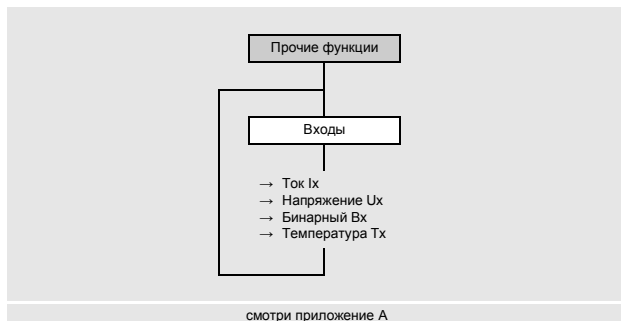 Прочие функции
Входы
→ Ток Ix
→ Напряжение Ux
→ Бинарный Bx
→ Температура Tx
смотри приложение A